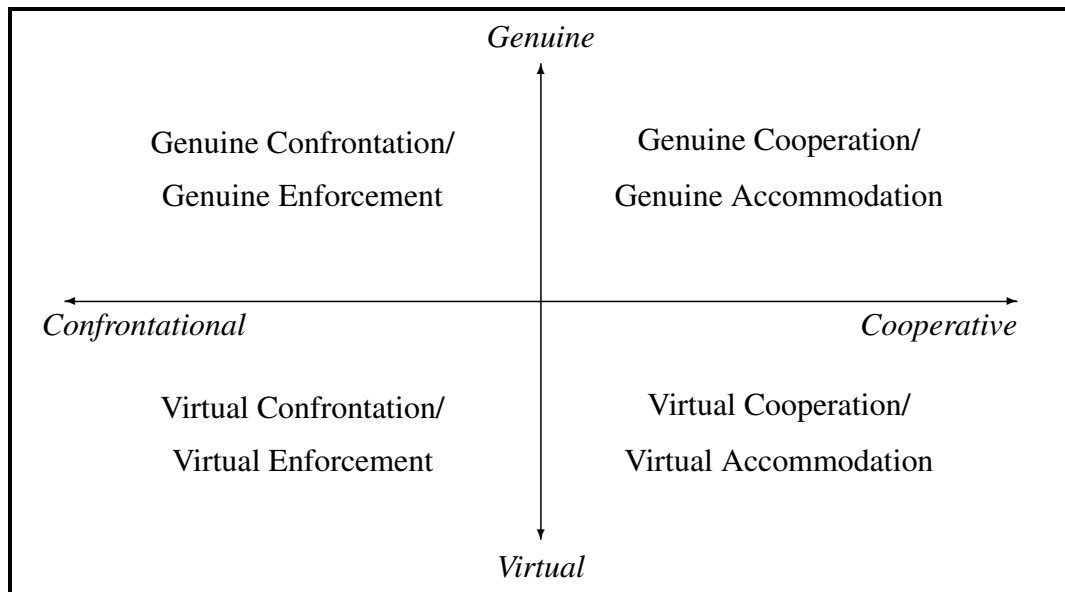 Genuine
Genuine Confrontation/
Genuine Enforcement
Genuine Cooperation/
Genuine Accommodation
Confrontational
Cooperative
Virtual Confrontation/
Virtual Enforcement
Virtual Cooperation/
Virtual Accommodation
Virtual